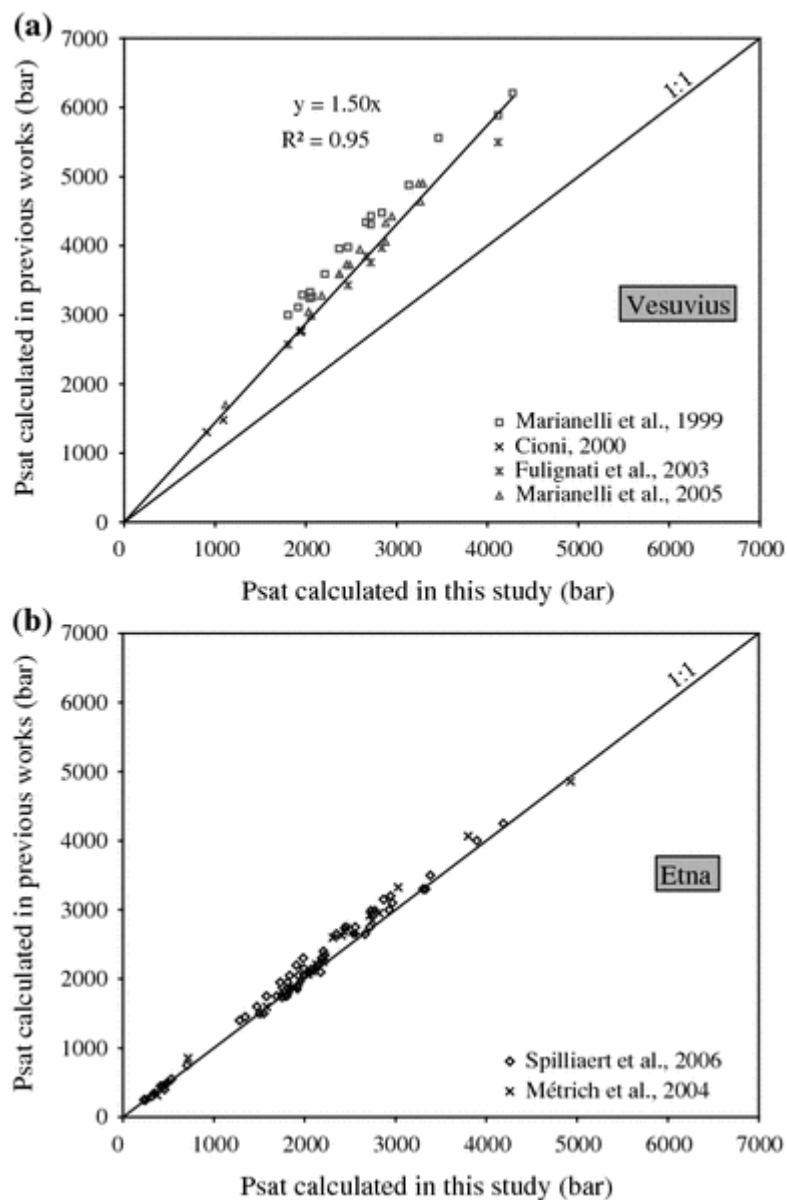 (a)
7000
6000
5000
4000
3000
2000
1000
0
Psat calculated in previous works (bar)
y = 1.50x
R² = 0.95
1:1
Vesuvius
Marianelli et al., 1999
Cioni, 2000
Fulignati et al., 2003
Marianelli et al., 2005
0 1000 2000 3000 4000 5000 6000 7000
Psat calculated in this study (bar)
(b)
7000
6000
5000
4000
3000
2000
1000
0
Psat calculated in previous works (bar)
1:1
Etna
Spilliaert et al., 2006
Métrich et al., 2004
0 1000 2000 3000 4000 5000 6000 7000
Psat calculated in this study (bar)